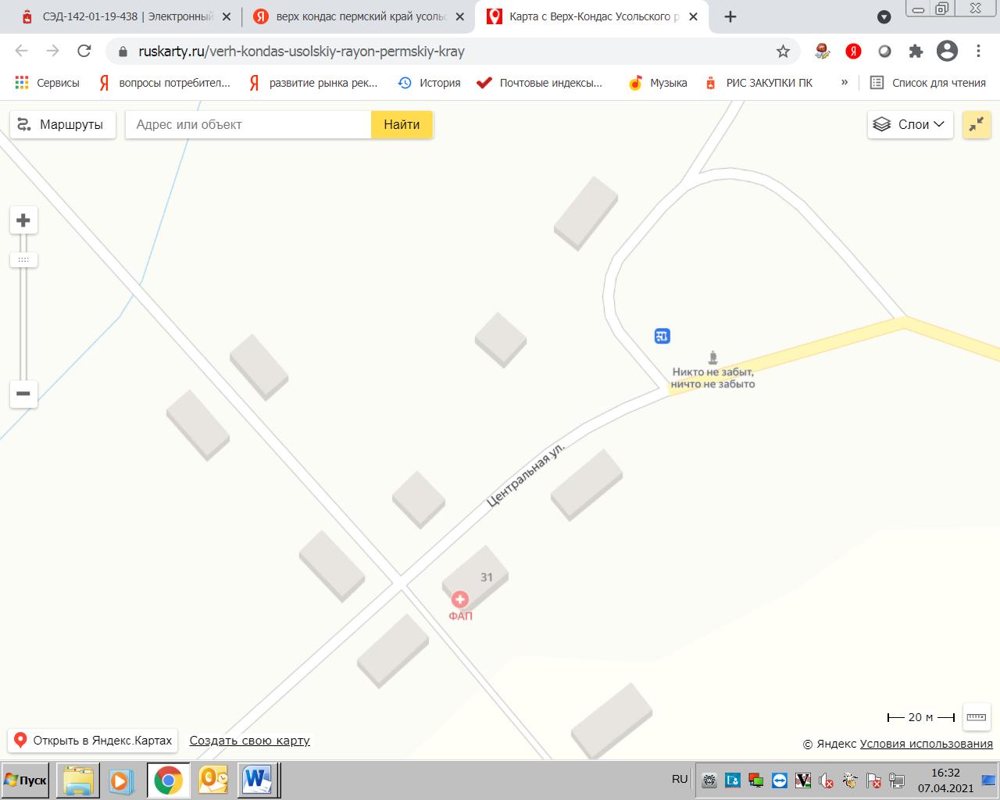 СЭД-142-01-19-438 | Электронный
верх кондас пермский край усольс
Карта с Верх-Кондас Усольского р
ruskarty.ru/verh-kondas-usolskiy-rayon-permskiy-kray
Сервисы
вопросы потребител...
развитие рынка рек...
История
Почтовые индексы...
Музыка
РИС ЗАКУПКИ ПК
»
Список для чтения
Маршруты
Адрес или объект
Найти
Слои
Никто не забыт,
ничто не забыто
Центральная ул.
31
ФАП
20 м
Открыть в Яндекс.Картах
Создать свою карту
© Яндекс Условия использования
Пуск
RU
16:32
07.04.2021